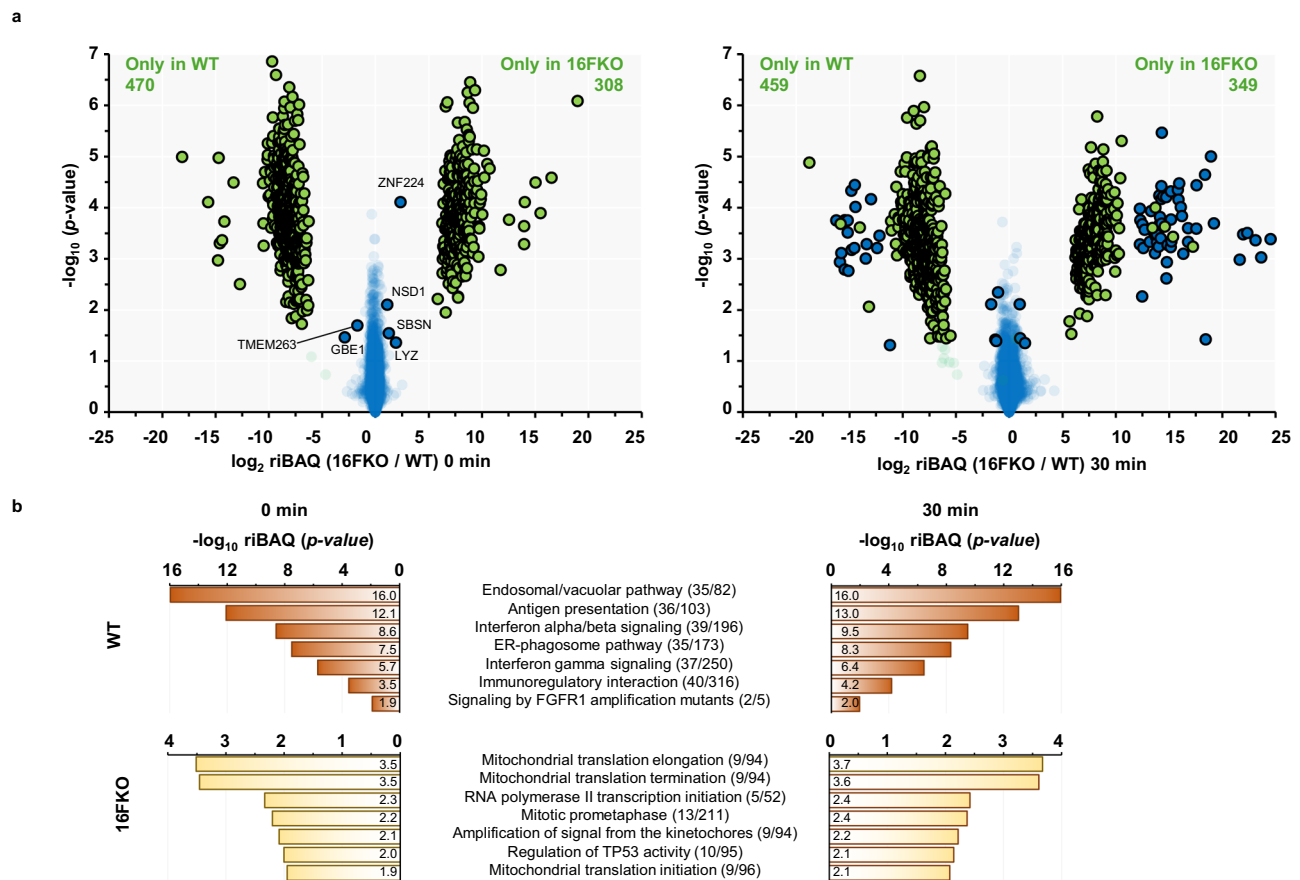 a
Only in WT
470
Only in 16FKO
308
-log10 (p-value)
7
6
5
4
3
2
1
0
ZNF224
NSD1
SBSN
TMEM263
GBE1
LYZ
-25 -20 -15 -10 -5 0 5 10 15 20 25
log2 riBAQ (16FKO / WT) 0 min
Only in WT
459
Only in 16FKO
349
-log10 (p-value)
7
6
5
4
3
2
1
0
-25 -20 -15 -10 -5 0 5 10 15 20 25
log2 riBAQ (16FKO / WT) 30 min
b
0 min
-log10 riBAQ (p-value)
16 12 8 4 0
30 min
-log10 riBAQ (p-value)
0 4 8 12 16
WT
16.0 Endosomal/vacuolar pathway (35/82) 16.0
12.1 Antigen presentation (36/103) 13.0
8.6 Interferon alpha/beta signaling (39/196) 9.5
7.5 ER-phagosome pathway (35/173) 8.3
5.7 Interferon gamma signaling (37/250) 6.4
3.5 Immunoregulatory interaction (40/316) 4.2
1.9 Signaling by FGFR1 amplification mutants (2/5) 2.0
4 3 2 1 0
0 1 2 3 4
16FKO
3.5 Mitochondrial translation elongation (9/94) 3.7
3.5 Mitochondrial translation termination (9/94) 3.6
2.3 RNA polymerase II transcription initiation (5/52) 2.4
2.2 Mitotic prometaphase (13/211) 2.4
2.1 Amplification of signal from the kinetochores (9/94) 2.2
2.0 Regulation of TP53 activity (10/95) 2.1
1.9 Mitochondrial translation initiation (9/96) 2.1